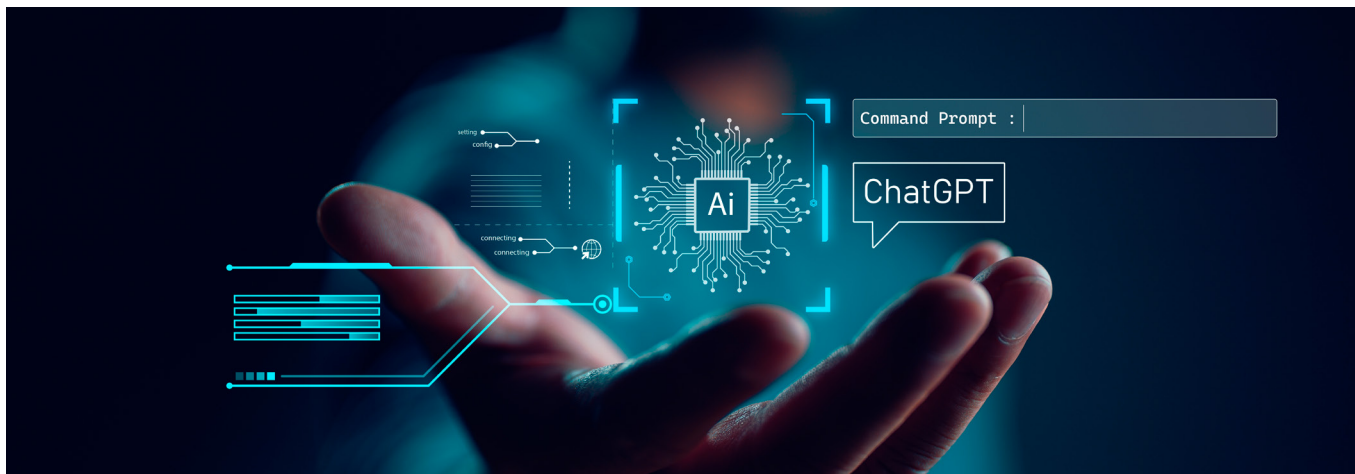 setting
config
connecting
connecting
Ai
Command Prompt :
ChatGPT